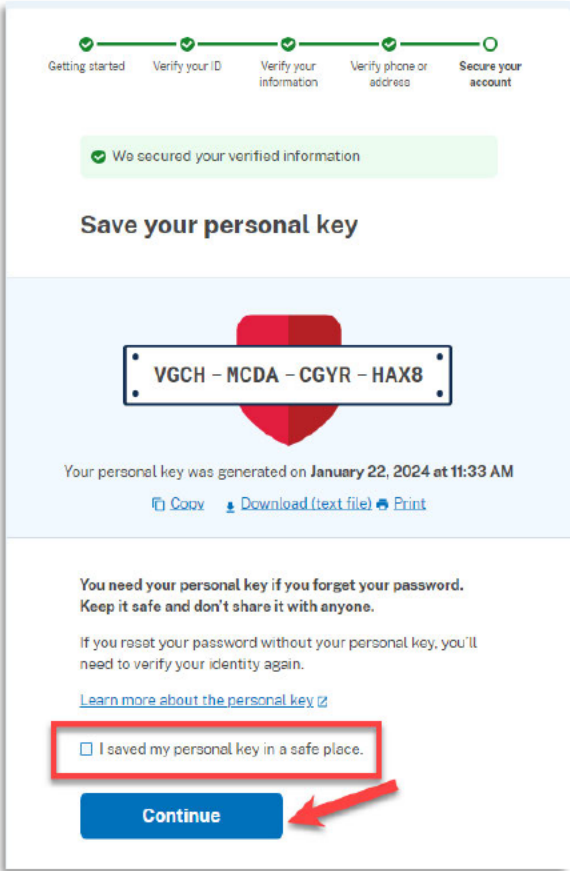 Getting started Verify your ID Verify your information Verify phone or address Secure your account
We secured your verified information
Save your personal key
VGCH – MCDA – CGYR – HAX8
Your personal key was generated on January 22, 2024 at 11:33 AM
Copy Download (text file) Print
You need your personal key if you forget your password.
Keep it safe and don't share it with anyone.
If you reset your password without your personal key, you'll
need to verify your identity again.
Learn more about the personal key
I saved my personal key in a safe place.
Continue